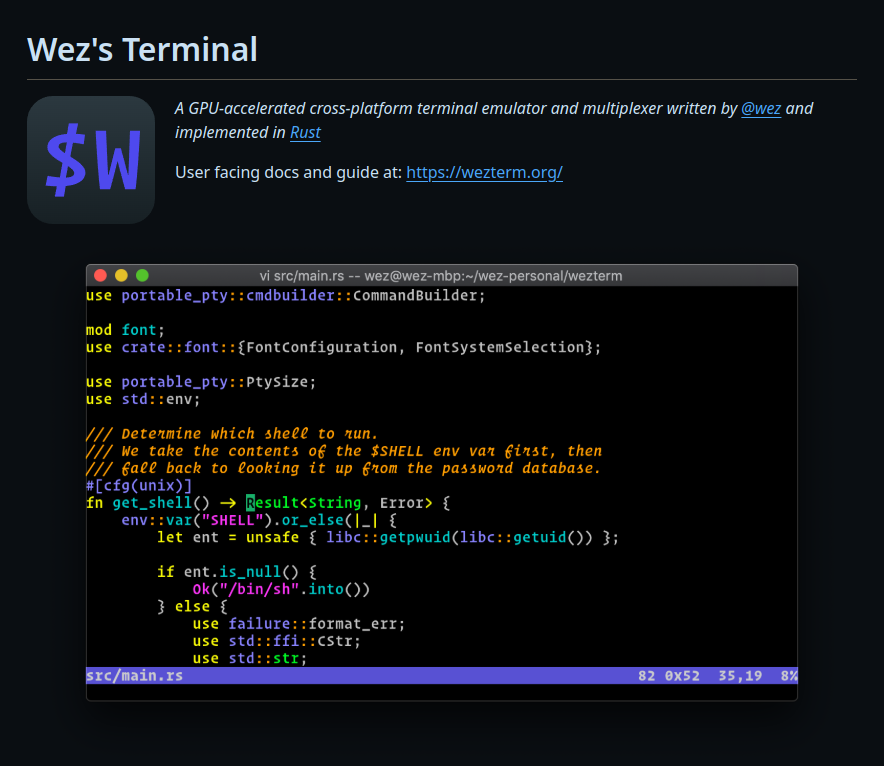 Wez's Terminal
$W
A GPU-accelerated cross-platform terminal emulator and multiplexer written by @wez and
implemented in Rust
User facing docs and guide at: https://wezterm.org/
vi src/main.rs -- wez@wez-mbp:~/wez-personal/wezterm
use portable_pty::cmdbuilder::CommandBuilder;
mod font;
use crate::font::{FontConfiguration, FontSystemSelection};
use portable_pty::PtySize;
use std::env;
/// Determine which shell to run.
/// We take the contents of the $SHELL env var first, then
/// fall back to looking it up from the password database.
#[cfg(unix)]
fn get_shell() -> Result<String, Error> {
    env::var("SHELL").or_else(|_| {
        let ent = unsafe { libc::getpwuid(libc::getuid()) };
        if ent.is_null() {
            Ok("/bin/sh".into())
        } else {
            use failure::format_err;
            use std::ffi::CStr;
            use std::str;
src/main.rs 82 0x52 35,19 8%